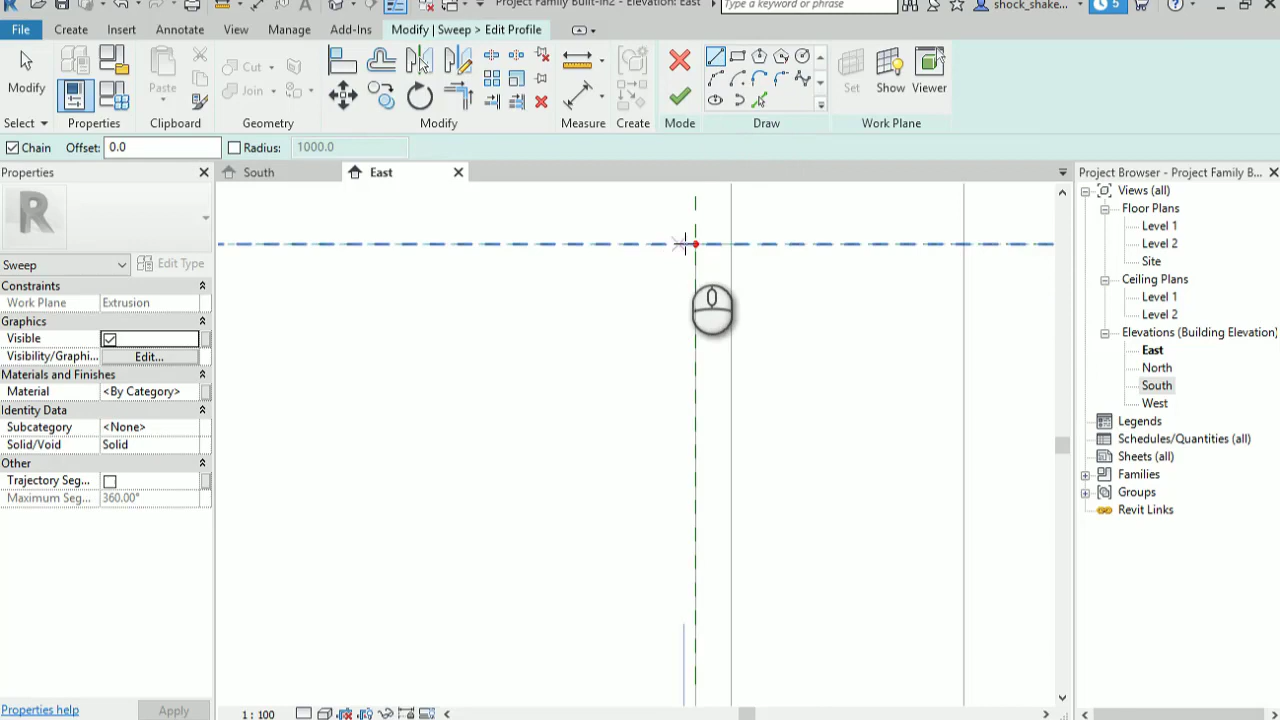 Project Family Built-in2 - Elevation: East
Type a keyword or phrase
shock_shake...
5
File Create Insert Annotate View Manage Add-Ins Modify | Sweep > Edit Profile
Modify Paste Cut Join Set Show Viewer
Select Properties Clipboard Geometry Modify Measure Create Mode Draw Work Plane
Chain Offset: 0.0 Radius: 1000.0
Properties South East Project Browser - Project Family B...
R
Sweep Edit Type
Constraints
Work Plane Extrusion
Graphics
Visible
Visibility/Graphi... Edit...
Materials and Finishes
Material <By Category>
Identity Data
Subcategory <None>
Solid/Void Solid
Other
Trajectory Seg...
Maximum Seg... 360.00°
Properties help Apply
1 : 100
Views (all)
Floor Plans
Level 1
Level 2
Site
Ceiling Plans
Level 1
Level 2
Elevations (Building Elevation)
East
North
South
West
Legends
Schedules/Quantities (all)
Sheets (all)
Families
Groups
Revit Links